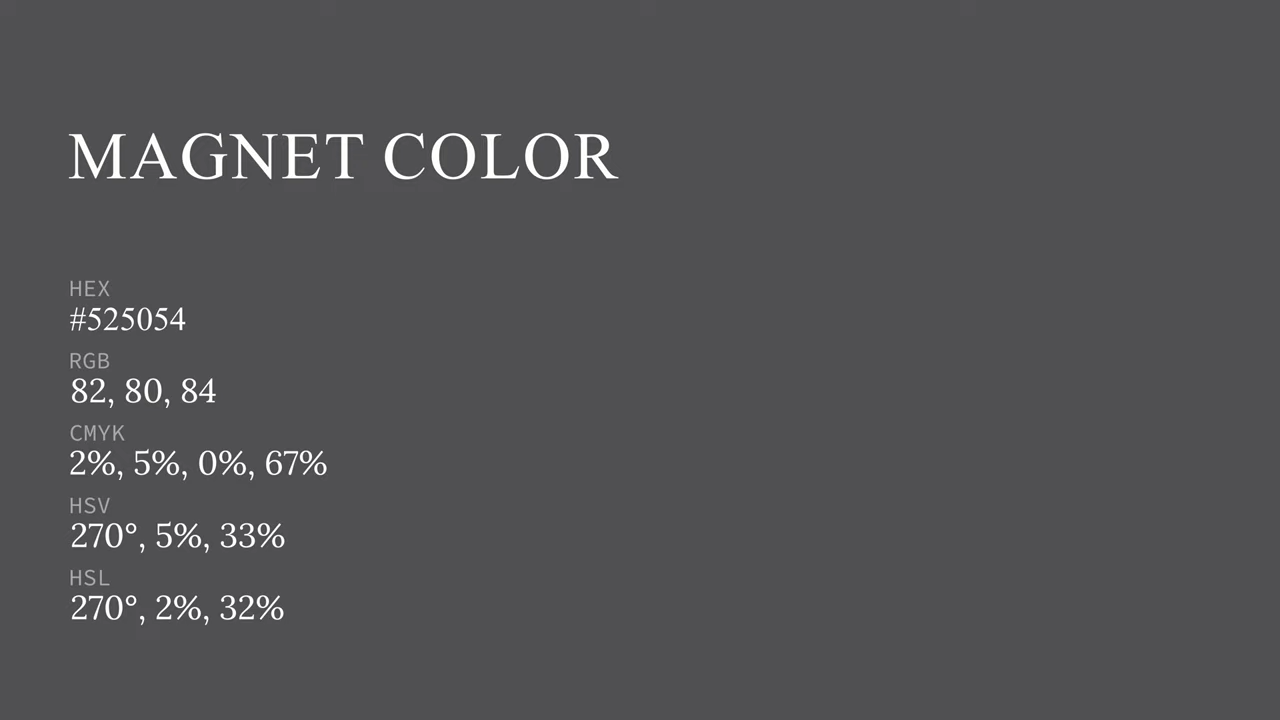 MAGNET COLOR
HEX
#525054
RGB
82, 80, 84
CMYK
2%, 5%, 0%, 67%
HSV
270°, 5%, 33%
HSL
270°, 2%, 32%